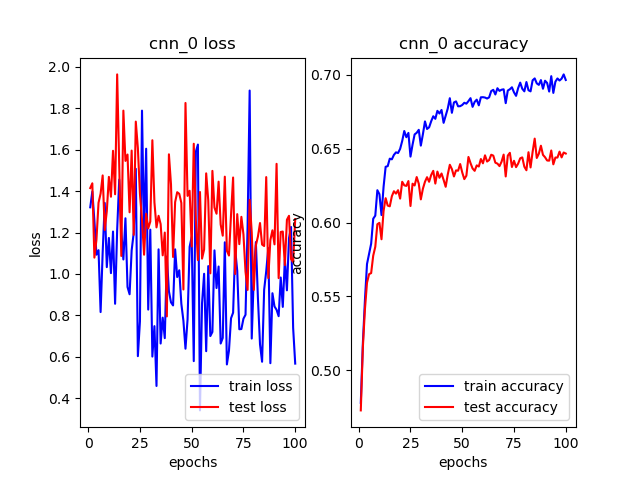 cnn_0 loss
2.0
1.8
1.6
1.4
1.2
1.0
0.8
0.6
0.4
loss
0
25
50
75
100
epochs
train loss
test loss
cnn_0 accuracy
0.70
0.65
0.60
0.55
0.50
accuracy
0
25
50
75
100
epochs
train accuracy
test accuracy